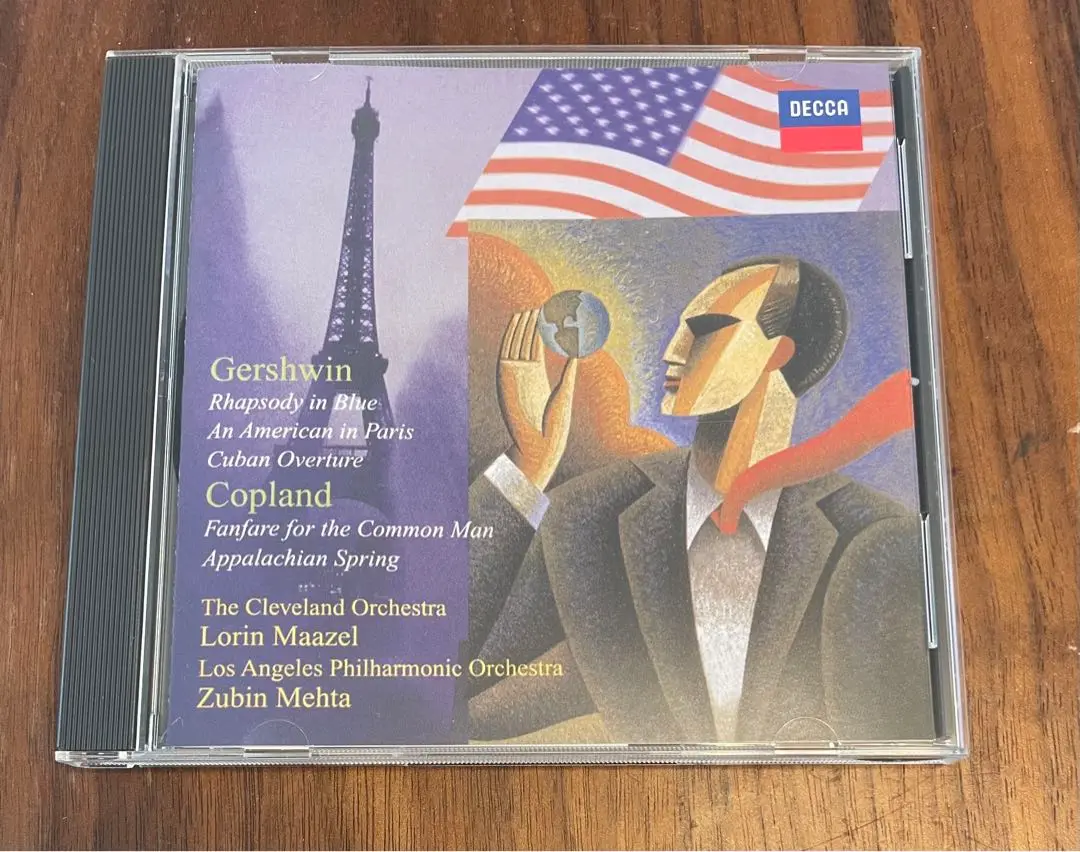 DECCA
Gershwin
Rhapsody in Blue
An American in Paris
Cuban Overture
Copland
Fanfare for the Common Man
Appalachian Spring
The Cleveland Orchestra
Lorin Maazel
Los Angeles Philharmonic Orchestra
Zubin Mehta